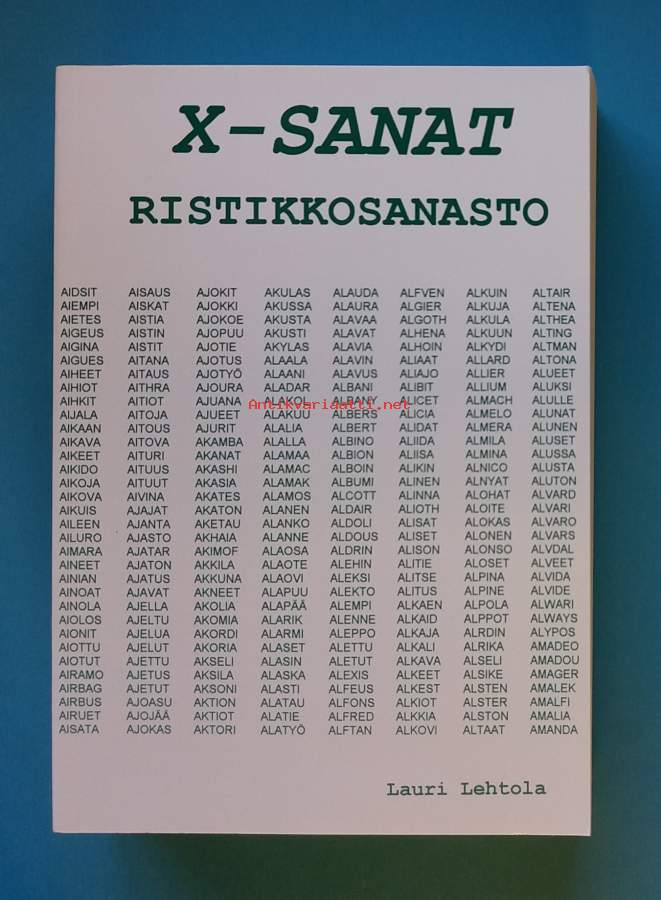 X-SANAT
RISTIKKOSANASTO
AIDSIT AISAUS AJOKIT AKULAS ALAUDA ALFVEN ALKUIN ALTAIR
AIEMPI AISKAT AJOKKI AKUSSA ALAURA ALGIER ALKUJA ALTENA
AIETES AISTIA AJOKOE AKUSTA ALAVAA ALGOTH ALKULA ALTHEA
AIGEUS AISTIN AJOPUU AKUSTI ALAVAT ALHENA ALKUUN ALTING
AIGINA AISTIT AJOTIE AKYLAS ALAVIA ALHOIN ALKYDI ALTMAN
AIGUES AITANA AJOTUS ALAALA ALAVIN ALIAAT ALLARD ALTONA
AIHEET AITAUS AJOTYÖ ALAANI ALAVUS ALIAJO ALLIER ALUEET
AIHIOT AITHRA AJOURA ALADAR ALBANI ALIBIT ALLIUM ALUKSI
AIHKIT AITIOT AJUANA ALAKOL ALBANY ALICET ALMACH ALULLE
Antikvariaatti.net
AIJALA AITOJA AJUEET ALAKUU ALBERS ALICIA ALMELO ALUNAT
AIKAAN AITOUS AJURIT ALALIA ALBERT ALIDAT ALMERA ALUNEN
AIKAVA AITOVA AKAMBA ALALLA ALBINO ALIIDA ALMILA ALUSET
AIKEET AITURI AKANAT ALAMAA ALBION ALIISA ALMINA ALUSSA
AIKIDO AITUUS AKASHI ALAMAC ALBOIN ALIKIN ALNICO ALUSTA
AIKOJA AITUUT AKASIA ALAMAK ALBUMI ALINEN ALNYAT ALUTON
AIKOVA AIVINA AKATES ALAMOS ALCOTT ALINNA ALOHAT ALVARD
AIKUIS AJAJAT AKATON ALANEN ALDAIR ALIOTH ALOITE ALVARI
AILEEN AJANTA AKETAU ALANKO ALDOLI ALISAT ALOKAS ALVARO
AILURO AJASTO AKHAIA ALANNE ALDOUS ALISET ALONEN ALVARS
AIMARA AJATAR AKIMOF ALAOSA ALDRIN ALISON ALONSO ALVDAL
AINEET AJATON AKKILA ALAOTE ALEHIN ALITIE ALOSET ALVEET
AINIAN AJATUS AKKUNA ALAOVI ALEKSI ALITSE ALPINA ALVIDA
AINOAT AJAVAT AKNEET ALAPUU ALEKTO ALITUS ALPINE ALVIDE
AINOLA AJELLA AKOLIA ALAPÄÄ ALEMPI ALKAEN ALPOLA ALWARI
AIOLOS AJELTU AKOMIA ALARIK ALENNE ALKAID ALPPOT ALWAYS
AIONIT AJELUA AKORDI ALARMI ALEPPO ALKAJA ALRDIN ALYPOS
AIOTTU AJELUT AKORIA ALASET ALETTU ALKALI ALRIKA AMADEO
AIOTUT AJETTU AKSELI ALASIN ALETUT ALKAVA ALSELI AMADOU
AIRAMO AJETUS AKSILA ALASKA ALEXIS ALKEET ALSIKE AMAGER
AIRBAG AJETUT AKSONI ALASTI ALFEUS ALKEST ALSTEN AMALEK
AIRBUS AJOASU AKTION ALATAU ALFONS ALKIOT ALSTER AMALFI
AIRUET AJOJÄÄ AKTIOT ALATIE ALFRED ALKKIA ALSTON AMALIA
AISATA AJOKAS AKTORI ALATYÖ ALFTAN ALKOVI ALTAAT AMANDA
Lauri Lehtola